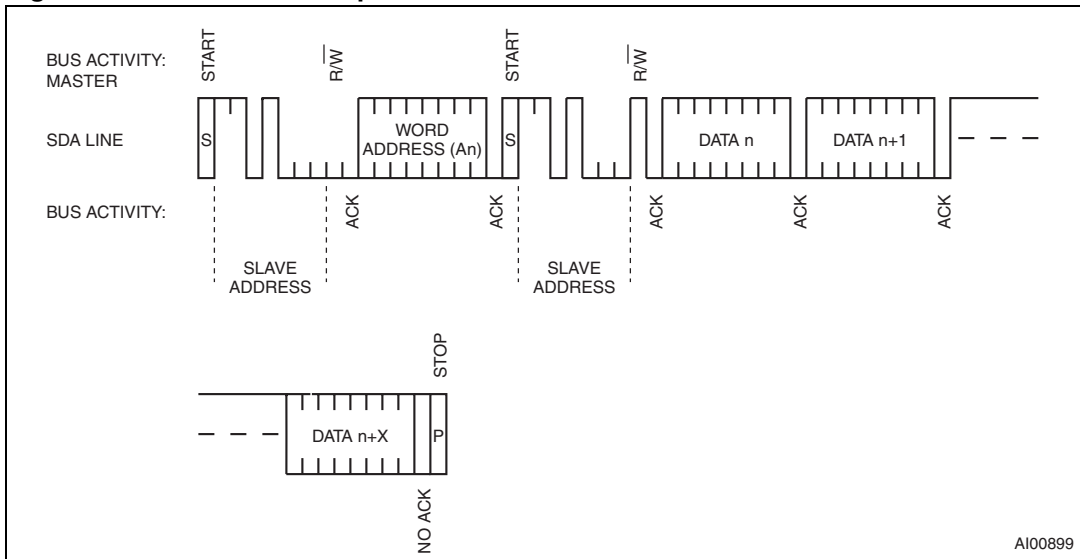 START
R/W
START
R/W
BUS ACTIVITY:
MASTER
SDA LINE
S
WORD
ADDRESS (An)
S
DATA n
DATA n+1
BUS ACTIVITY:
ACK
ACK
ACK
ACK
ACK
SLAVE
ADDRESS
SLAVE
ADDRESS
STOP
DATA n+X
P
NO ACK
AI00899